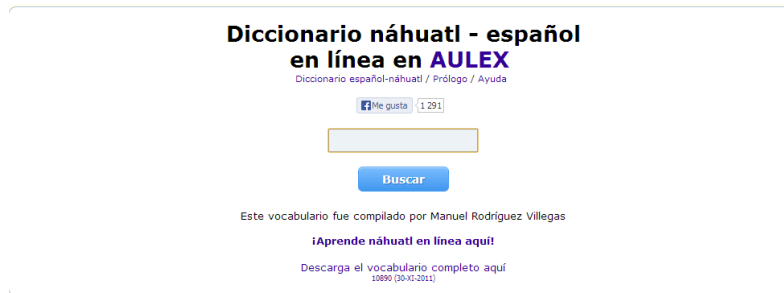 Diccionario náhuatl - español
en línea en AULEX
Diccionario español-náhuatl / Prólogo / Ayuda
Me gusta 1 291
Buscar
Este vocabulario fue compilado por Manuel Rodríguez Villegas
¡Aprende náhuatl en línea aquí!
Descarga el vocabulario completo aquí
10890 (30-XI-2011)